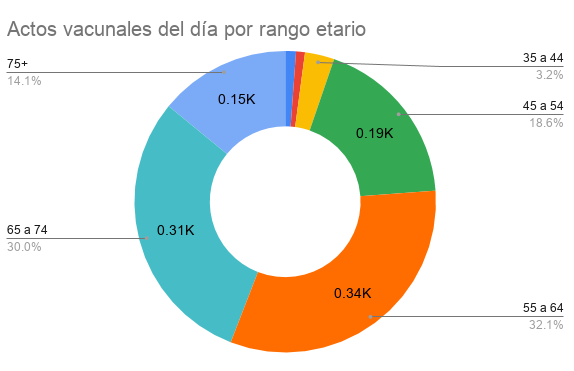 Actos vacunales del día por rango etario
75+
14.1%
35 a 44
3.2%
0.15K
45 a 54
18.6%
0.19K
65 a 74
30.0%
0.31K
0.34K
55 a 64
32.1%